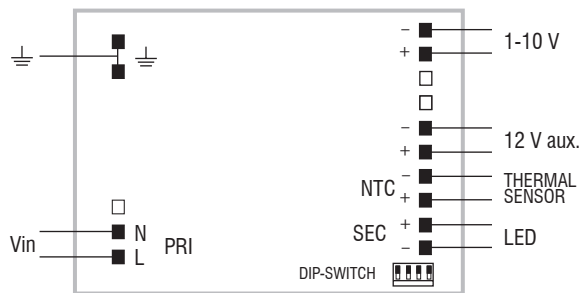 − 1-10 V
+
− 12 V aux.
+
NTC − THERMAL
+ SENSOR
SEC + LED
−
Vin N PRI
L
DIP-SWITCH